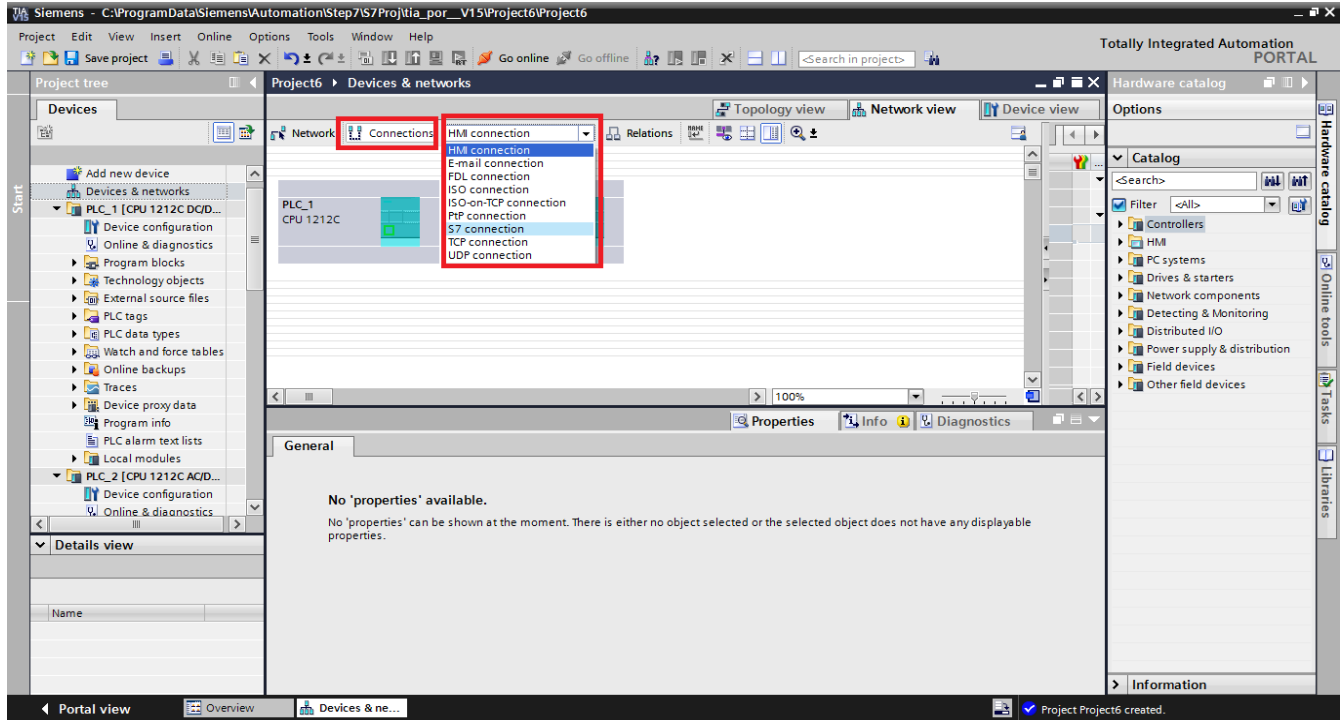 Siemens - C:\ProgramData\Siemens\Automation\Step7\S7Proj\tia_por__V15\Project6\Project6
Project Edit View Insert Online Options Tools Window Help
Totally Integrated Automation
PORTAL
Save project Go online Go offline <Search in project>
Project tree
Project6 Devices & networks
Hardware catalog
Devices
Topology view Network view Device view
Options
Network Connections HMI connection Relations
HMI connection
E-mail connection
FDL connection
ISO connection
ISO-on-TCP connection
PtP connection
S7 connection
TCP connection
UDP connection
PLC_1
CPU 1212C
100%
Add new device
Devices & networks
PLC_1 [CPU 1212C DC/D...
Device configuration
Online & diagnostics
Program blocks
Technology objects
External source files
PLC tags
PLC data types
Watch and force tables
Online backups
Traces
Device proxy data
Program info
PLC alarm text lists
Local modules
PLC_2 [CPU 1212C AC/D...
Device configuration
Online & diagnostics
Details view
Name
Properties Info Diagnostics
General
No 'properties' available.
No 'properties' can be shown at the moment. There is either no object selected or the selected object does not have any displayable
properties.
Catalog
<Search>
Filter <All>
Controllers
HMI
PC systems
Drives & starters
Network components
Detecting & Monitoring
Distributed I/O
Power supply & distribution
Field devices
Other field devices
Information
Start
Hardware catalog
Online tools
Tasks
Libraries
Portal view Overview Devices & ne... Project Project6 created.